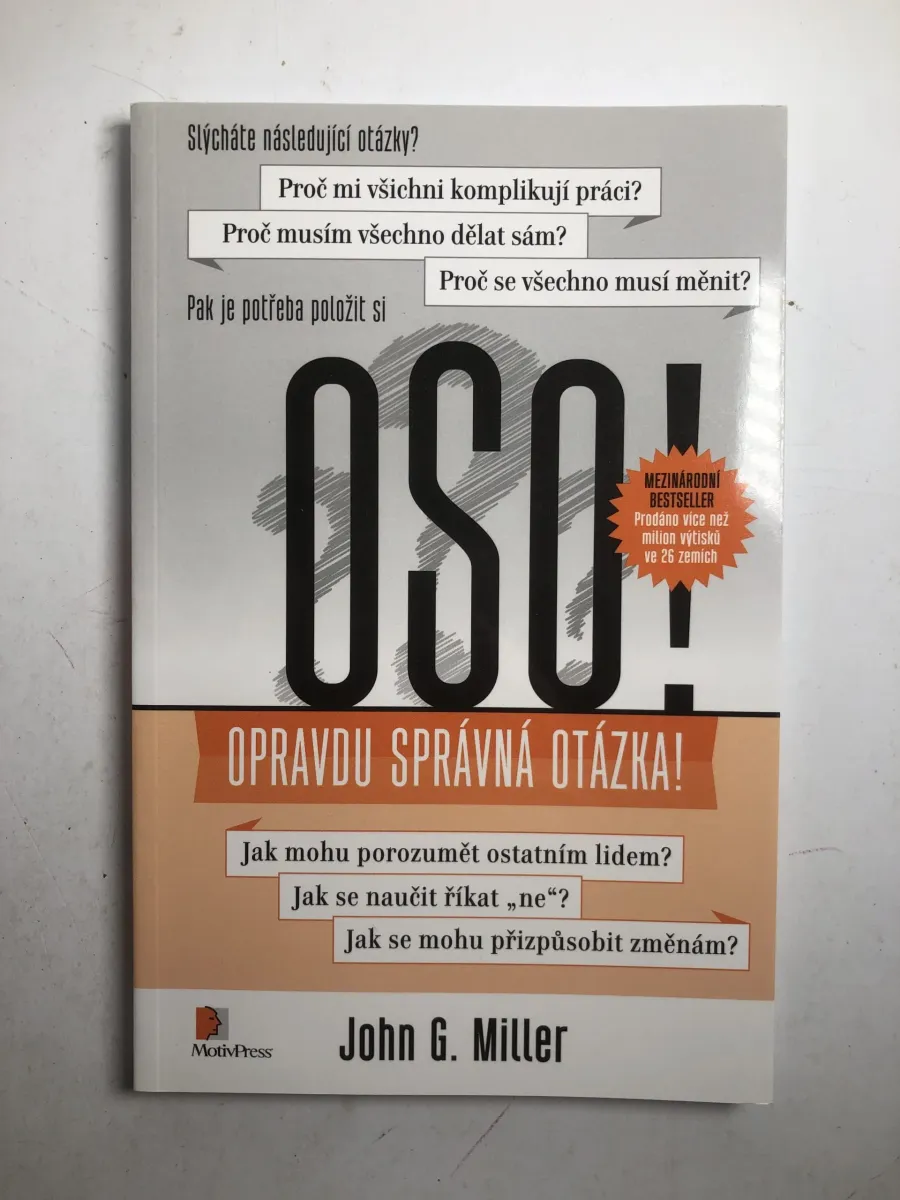 Slýcháte následující otázky?
Proč mi všichni komplikují práci?
Proč musím všechno dělat sám?
Proč se všechno musí měnit?
Pak je potřeba položit si
OSO!
MEZINÁRODNÍ
BESTSELLER
Prodáno více než
milion výtisků
ve 26 zemích
OPRAVDU SPRÁVNÁ OTÁZKA!
Jak mohu porozumět ostatním lidem?
Jak se naučit říkat „ne“?
Jak se mohu přizpůsobit změnám?
MotivPress
John G. Miller